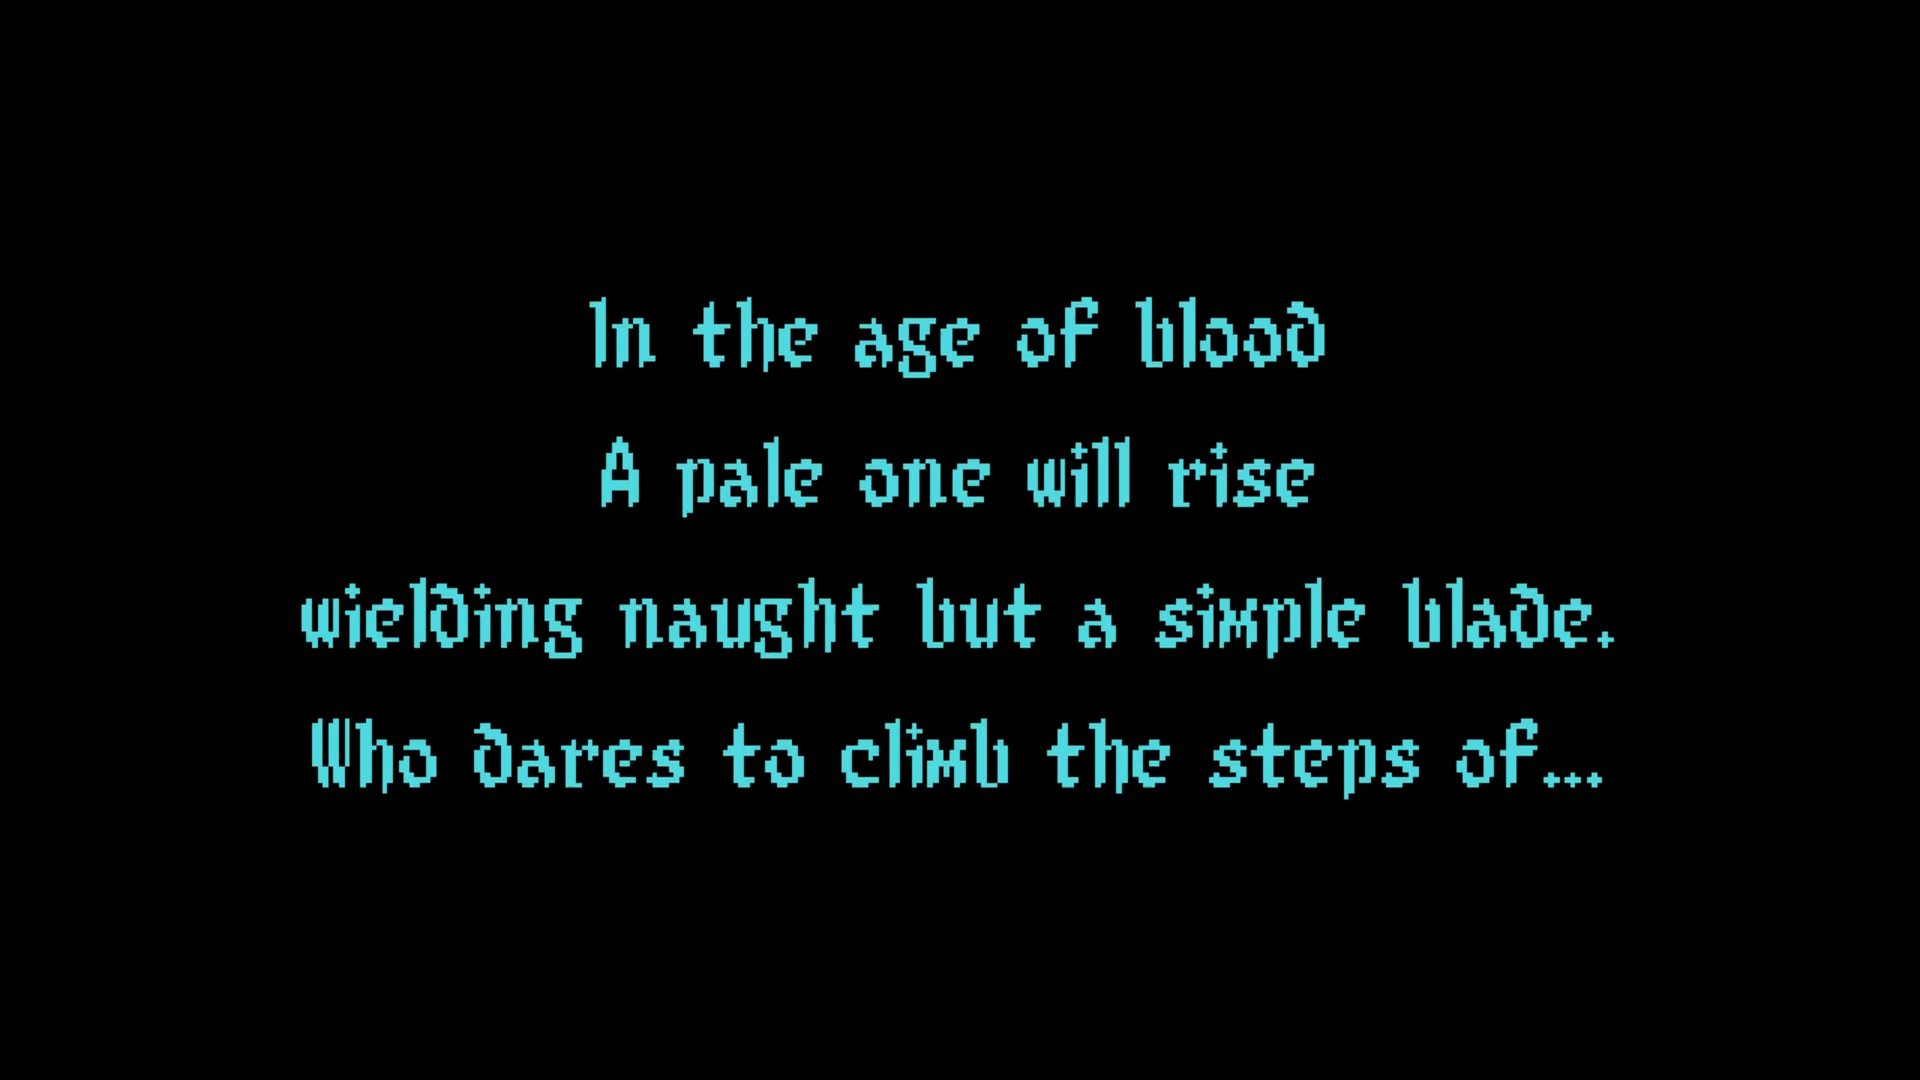 In the age of blood
A pale one will rise
wielding naught but a simple blade.
Who dares to climb the steps of...